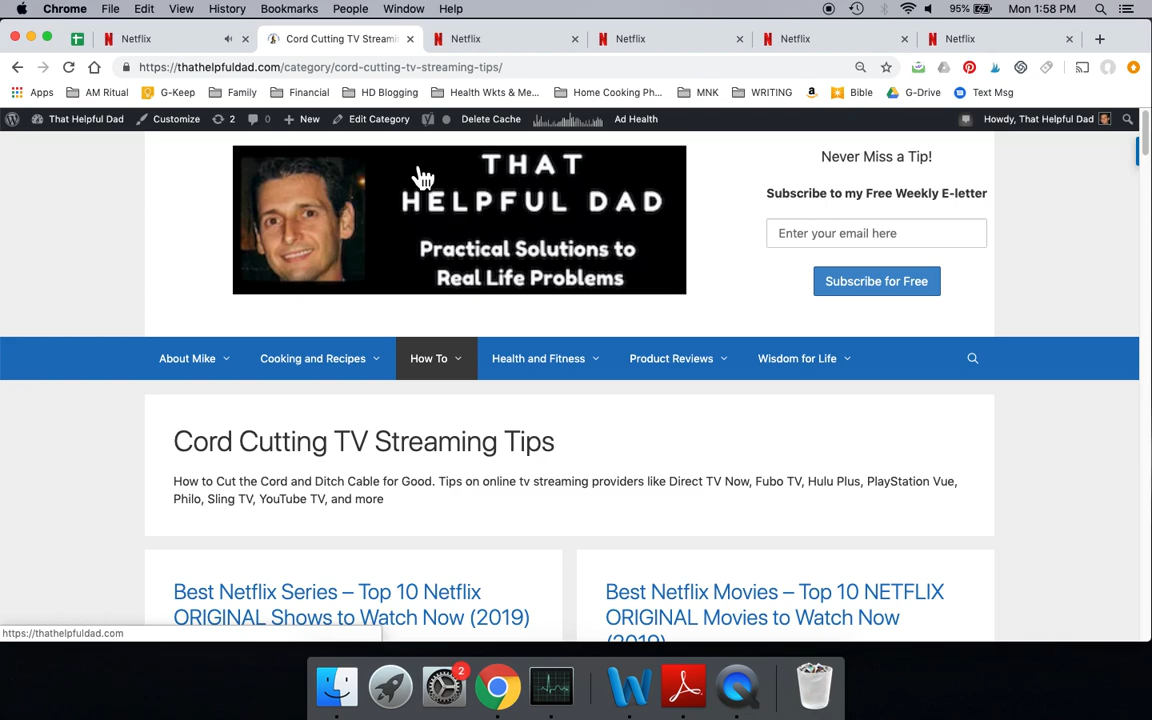 Chrome File Edit View History Bookmarks People Window Help 95% Mon 1:58 PM
Netflix Cord Cutting TV Streami Netflix Netflix Netflix Netflix
https://thathelpfuldad.com/category/cord-cutting-tv-streaming-tips/
Apps AM Ritual G-Keep Family Financial HD Blogging Health Wkts & Me... Home Cooking Ph... MNK WRITING Bible G-Drive Text Msg
That Helpful Dad Customize 2 0 New Edit Category Delete Cache Ad Health Howdy, That Helpful Dad
THAT
HELPFUL DAD
Practical Solutions to
Real Life Problems
Never Miss a Tip!
Subscribe to my Free Weekly E-letter
Enter your email here
Subscribe for Free
About Mike Cooking and Recipes How To Health and Fitness Product Reviews Wisdom for Life
Cord Cutting TV Streaming Tips
How to Cut the Cord and Ditch Cable for Good. Tips on online tv streaming providers like Direct TV Now, Fubo TV, Hulu Plus, PlayStation Vue,
Philo, Sling TV, YouTube TV, and more
Best Netflix Series – Top 10 Netflix
ORIGINAL Shows to Watch Now (2019)
Best Netflix Movies – Top 10 NETFLIX
ORIGINAL Movies to Watch Now
(2019)
https://thathelpfuldad.com
2